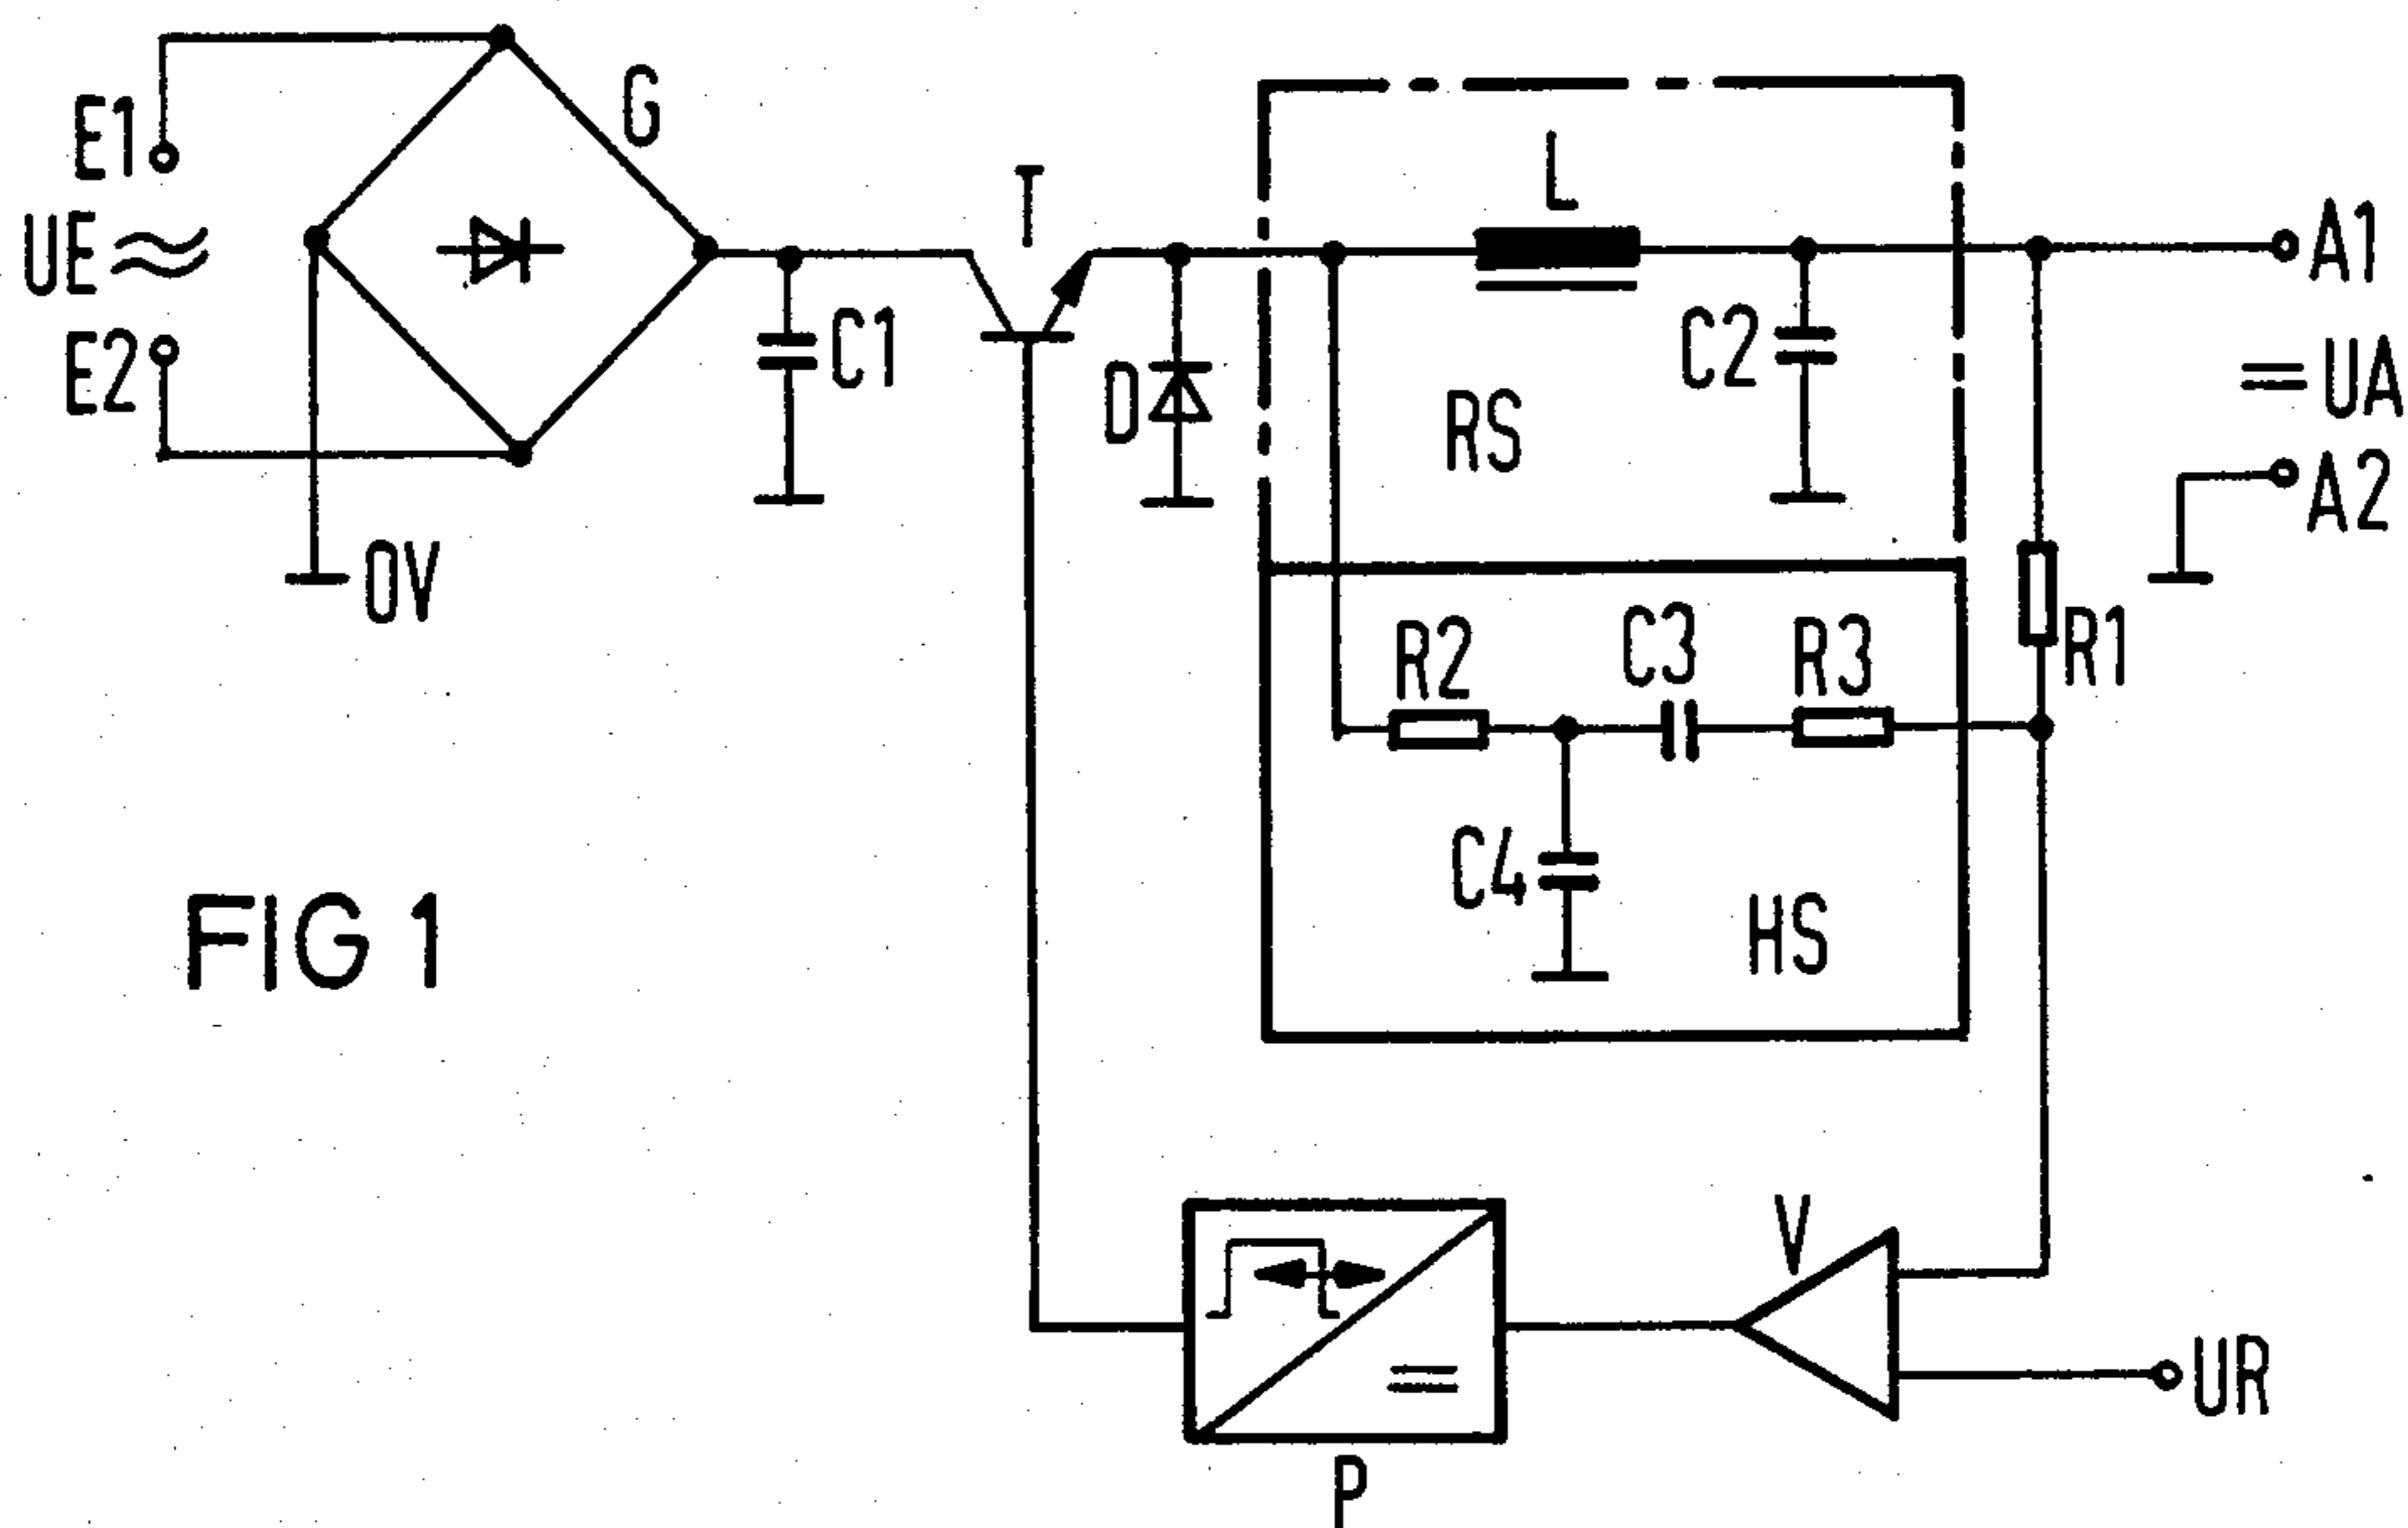 E1
G
UE
E2
0V
C1
T
D
L
C2
RS
A1
= UA
A2
R1
R2
C3
R3
C4
HS
FIG 1
V
=
P
UR